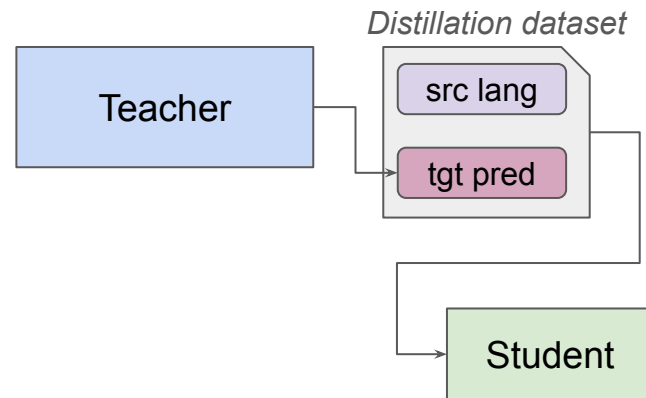 Distillation dataset
Teacher
src lang
tgt pred
Student